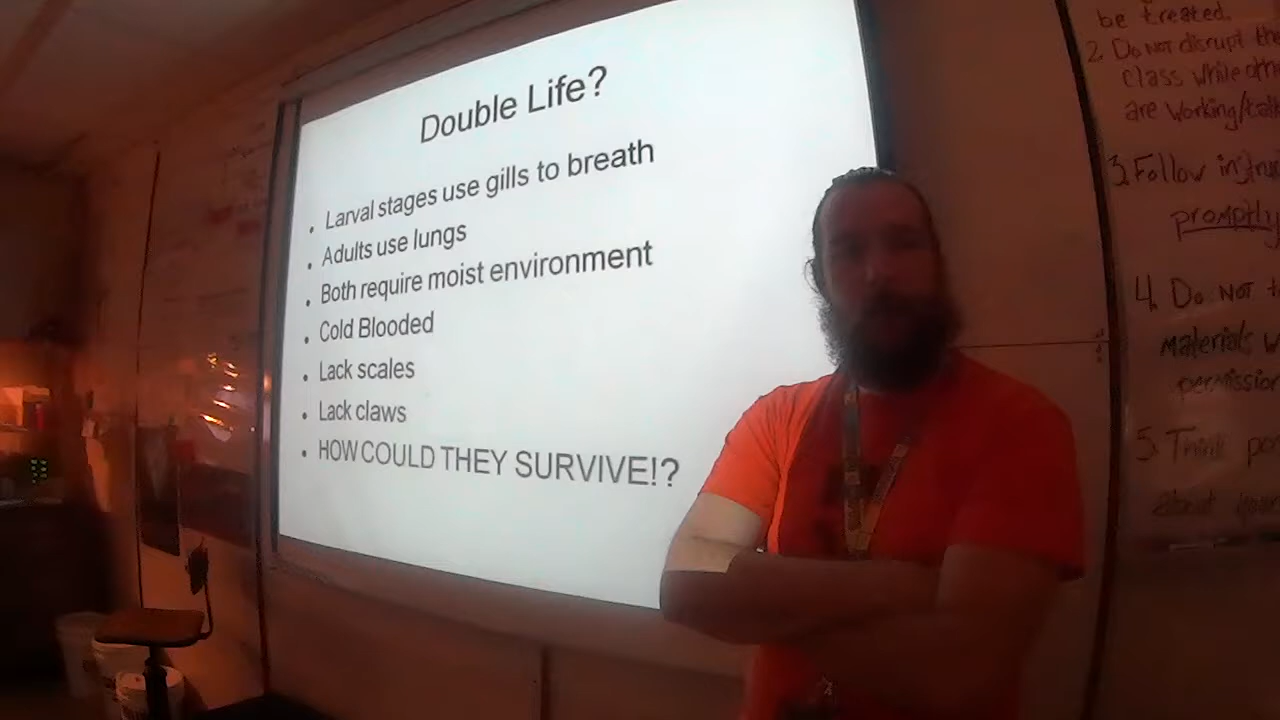 Double Life?
Larval stages use gills to breath
Adults use lungs
Both require moist environment
Cold Blooded
Lack scales
Lack claws
HOW COULD THEY SURVIVE!?
be treated.
2. Do NOT disrupt
class while
are working/
3. Follow
promptly
4. Do NOT
Materials
permission
5. Think
about your